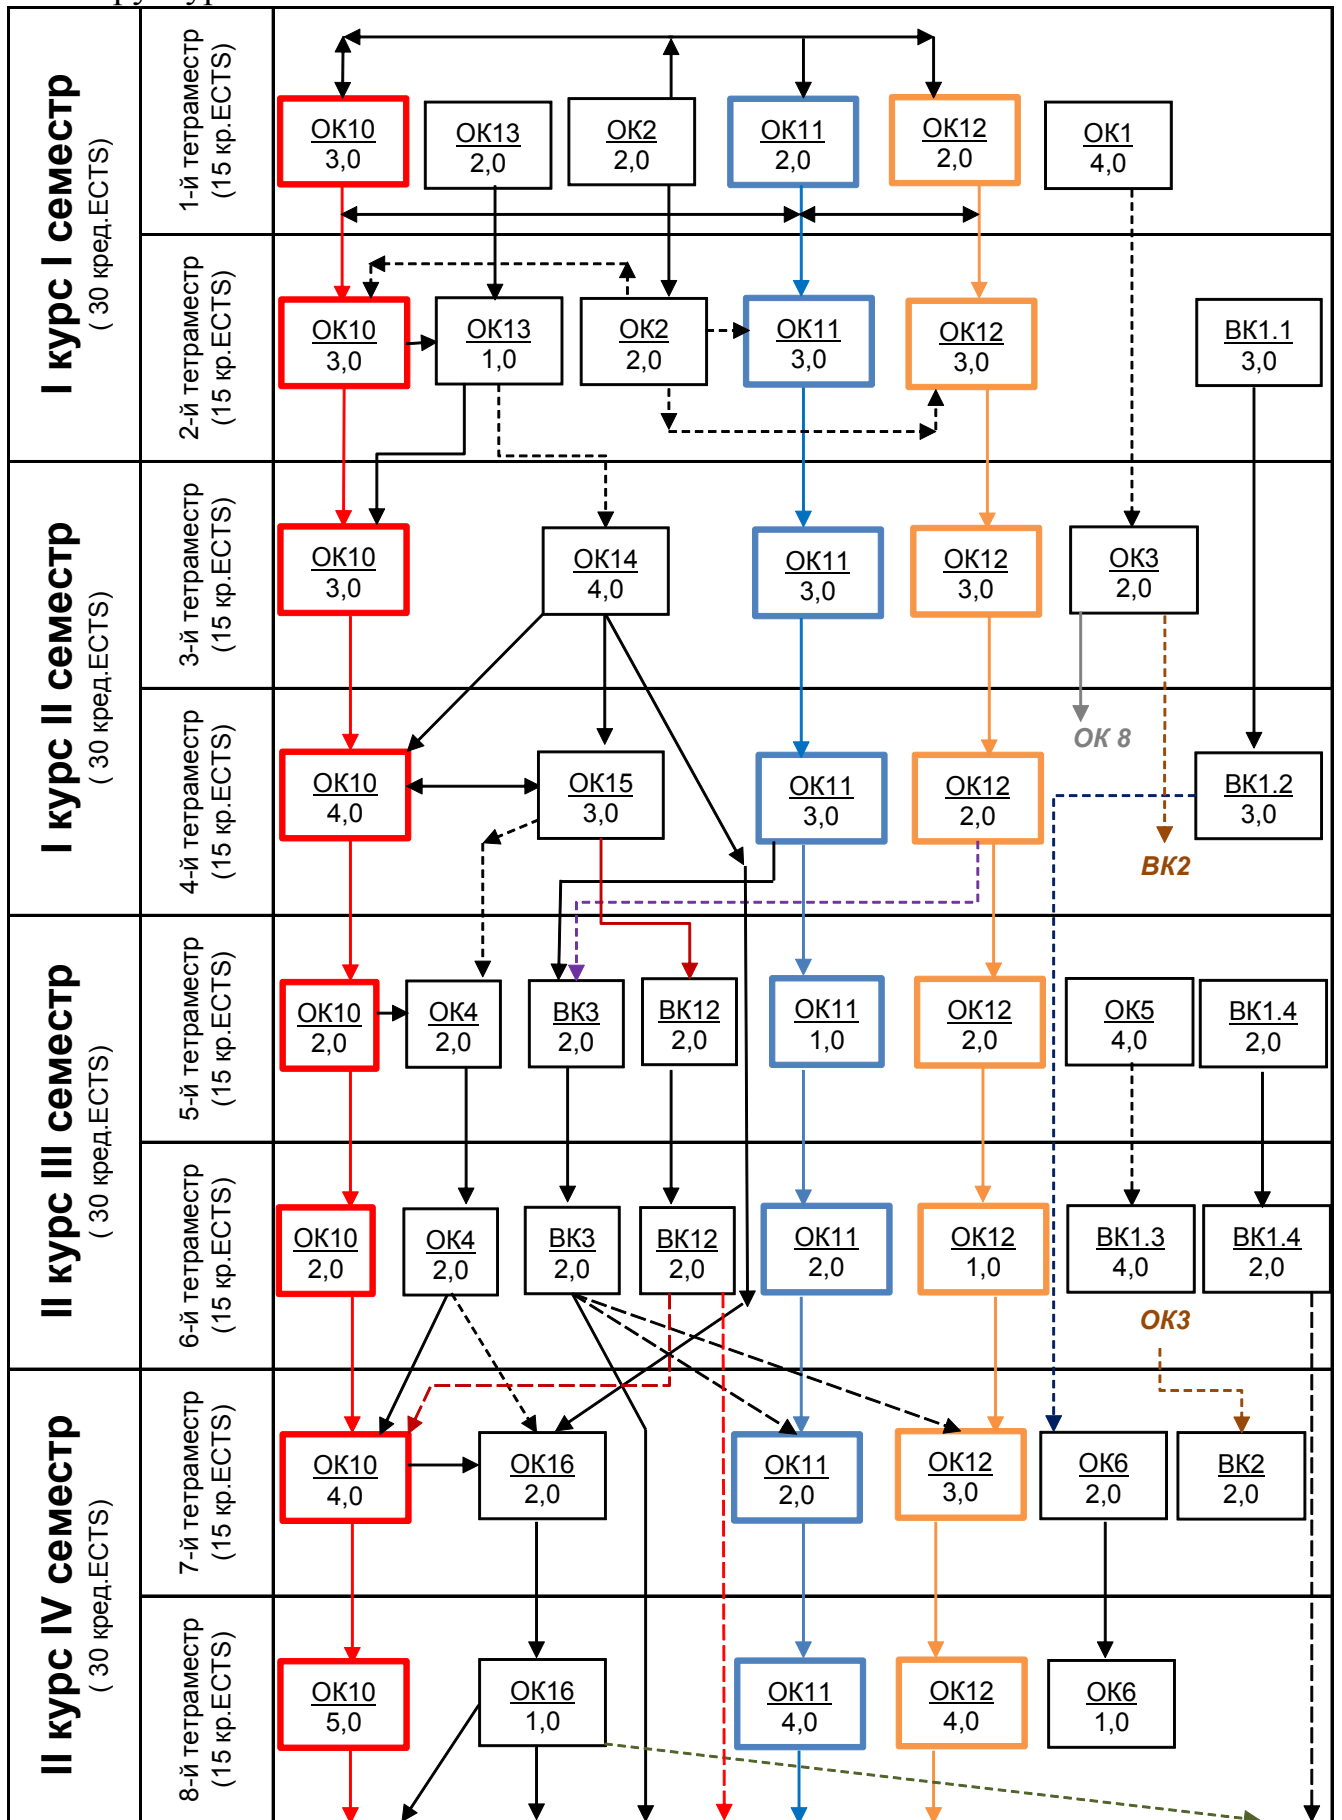 I курс I семестр
( 30 кред.ECTS)
1-й тетраместр
(15 кр.ECTS)
ОК10
3,0
ОК13
2,0
ОК2
2,0
ОК11
2,0
ОК12
2,0
ОК1
4,0
2-й тетраместр
(15 кр.ECTS)
ОК10
3,0
ОК13
1,0
ОК2
2,0
ОК11
3,0
ОК12
3,0
ВК1.1
3,0
I курс II семестр
( 30 кред.ECTS)
3-й тетраместр
(15 кр.ECTS)
ОК10
3,0
ОК14
4,0
ОК11
3,0
ОК12
3,0
ОК3
2,0
ОК 8
4-й тетраместр
(15 кр.ECTS)
ОК10
4,0
ОК15
3,0
ОК11
3,0
ОК12
2,0
ВК1.2
3,0
ВК2
II курс III семестр
( 30 кред.ECTS)
5-й тетраместр
(15 кр.ECTS)
ОК10
2,0
ОК4
2,0
ВК3
2,0
ВК12
2,0
ОК11
1,0
ОК12
2,0
ОК5
4,0
ВК1.4
2,0
6-й тетраместр
(15 кр.ECTS)
ОК10
2,0
ОК4
2,0
ВК3
2,0
ВК12
2,0
ОК11
2,0
ОК12
1,0
ВК1.3
4,0
ВК1.4
2,0
ОК3
II курс IV семестр
( 30 кред.ECTS)
7-й тетраместр
(15 кр.ECTS)
ОК10
4,0
ОК16
2,0
ОК11
2,0
ОК12
3,0
ОК6
2,0
ВК2
2,0
8-й тетраместр
(15 кр.ECTS)
ОК10
5,0
ОК16
1,0
ОК11
4,0
ОК12
4,0
ОК6
1,0